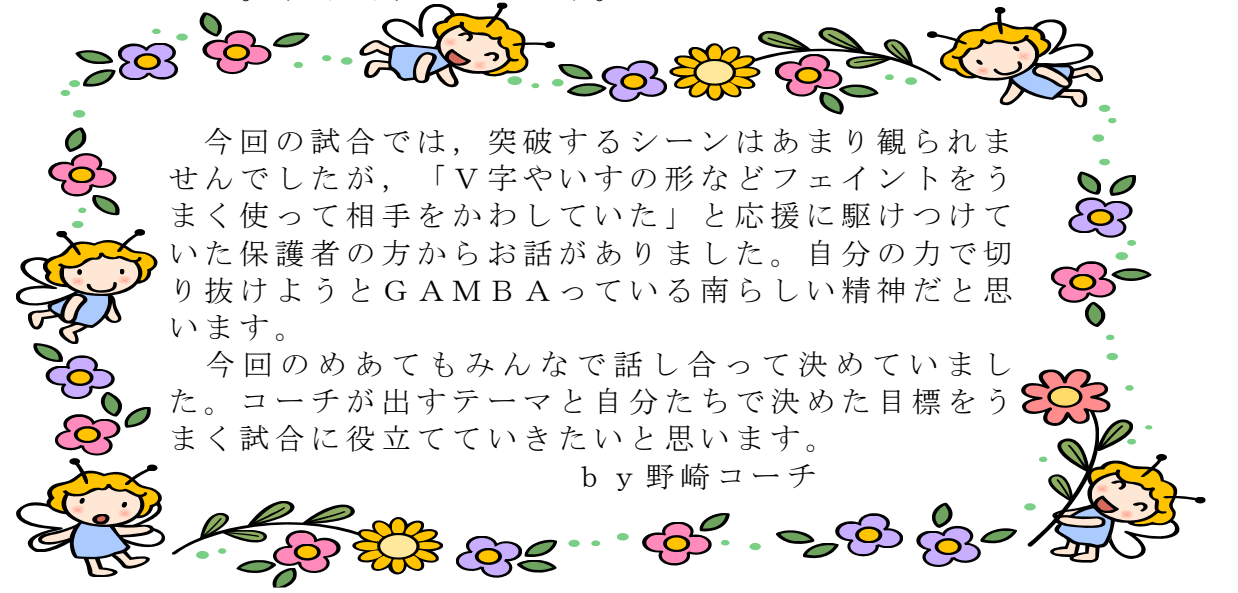 今回の試合では，突破するシーンはあまり観られま
せんでしたが，「Ｖ字やいすの形などフェイントをう
まく使って相手をかわしていた」と応援に駆けつけて
いた保護者の方からお話がありました。自分の力で切
り抜けようとＧＡＭＢＡっている南らしい精神だと思
います。
　今回のめあてもみんなで話し合って決めていまし
た。コーチが出すテーマと自分たちで決めた目標をう
まく試合に役立てていきたいと思います。
ｂｙ野崎コーチ